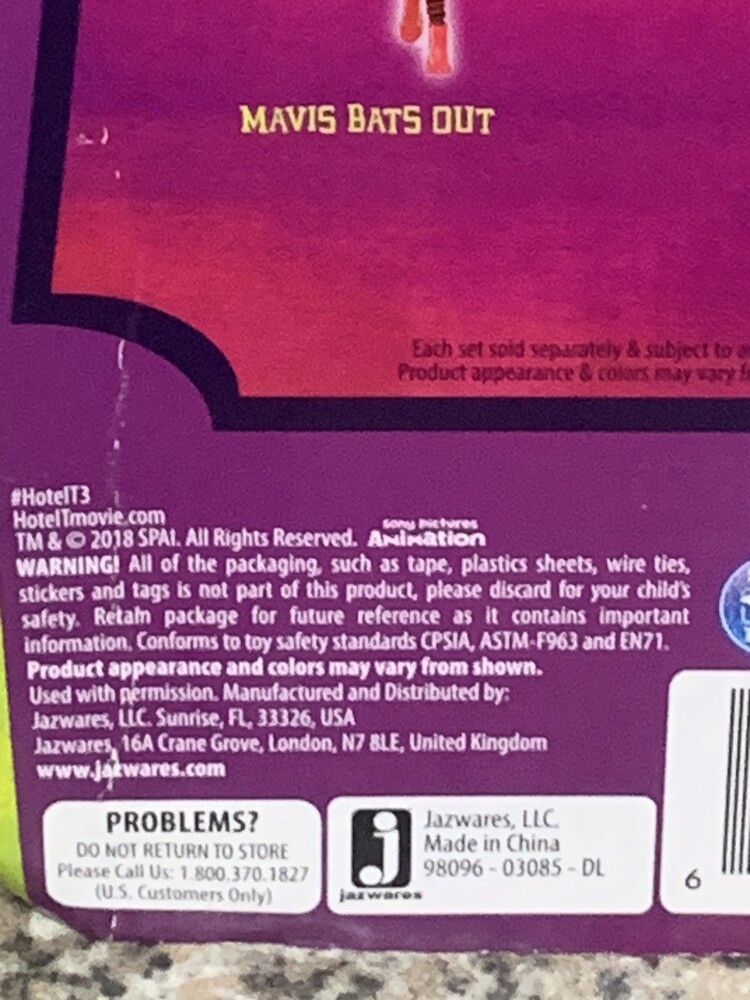 MAVIS BATS OUT
Each set sold separately & subject to
Product appearance & colors may vary
#HotelT3
HotelTmovie.com
TM & © 2018 SPAI. All Rights Reserved. Sony Pictures Animation
WARNING! All of the packaging, such as tape, plastics sheets, wire ties,
stickers and tags is not part of this product, please discard for your child's
safety. Retain package for future reference as it contains important
information. Conforms to toy safety standards CPSIA, ASTM-F963 and EN71.
Product appearance and colors may vary from shown.
Used with permission. Manufactured and Distributed by:
Jazwares, LLC. Sunrise, FL, 33326, USA
Jazwares, 16A Crane Grove, London, N7 8LE, United Kingdom
www.jazwares.com
PROBLEMS?
DO NOT RETURN TO STORE
Please Call Us: 1.800.370.1827
(U.S. Customers Only)
j
jazwares
Jazwares, LLC.
Made in China
98096 - 03085 - DL
6